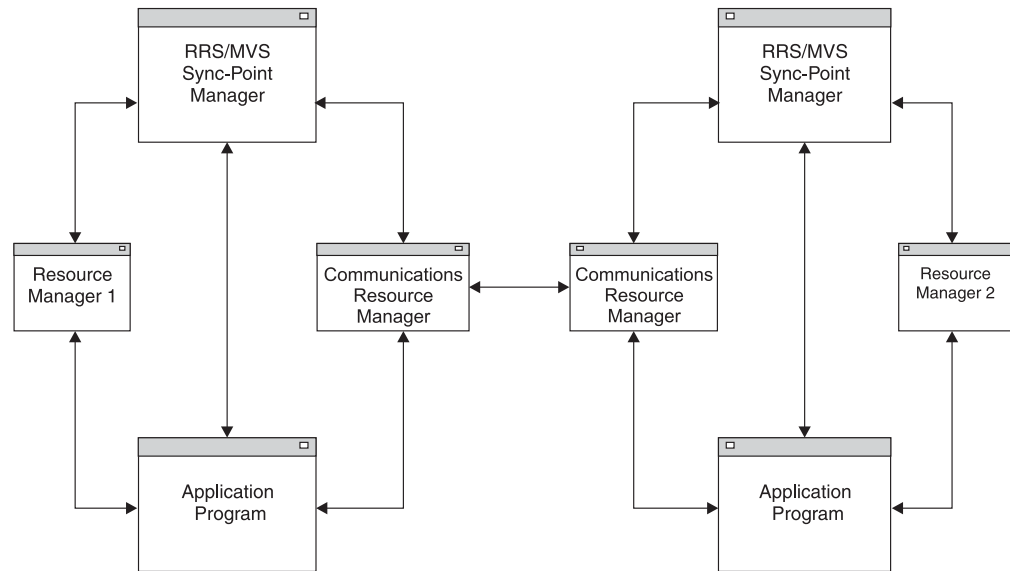 RRS/MVS
Sync-Point
Manager
RRS/MVS
Sync-Point
Manager
Resource
Manager 1
Communications
Resource
Manager
Communications
Resource
Manager
Resource
Manager 2
Application
Program
Application
Program